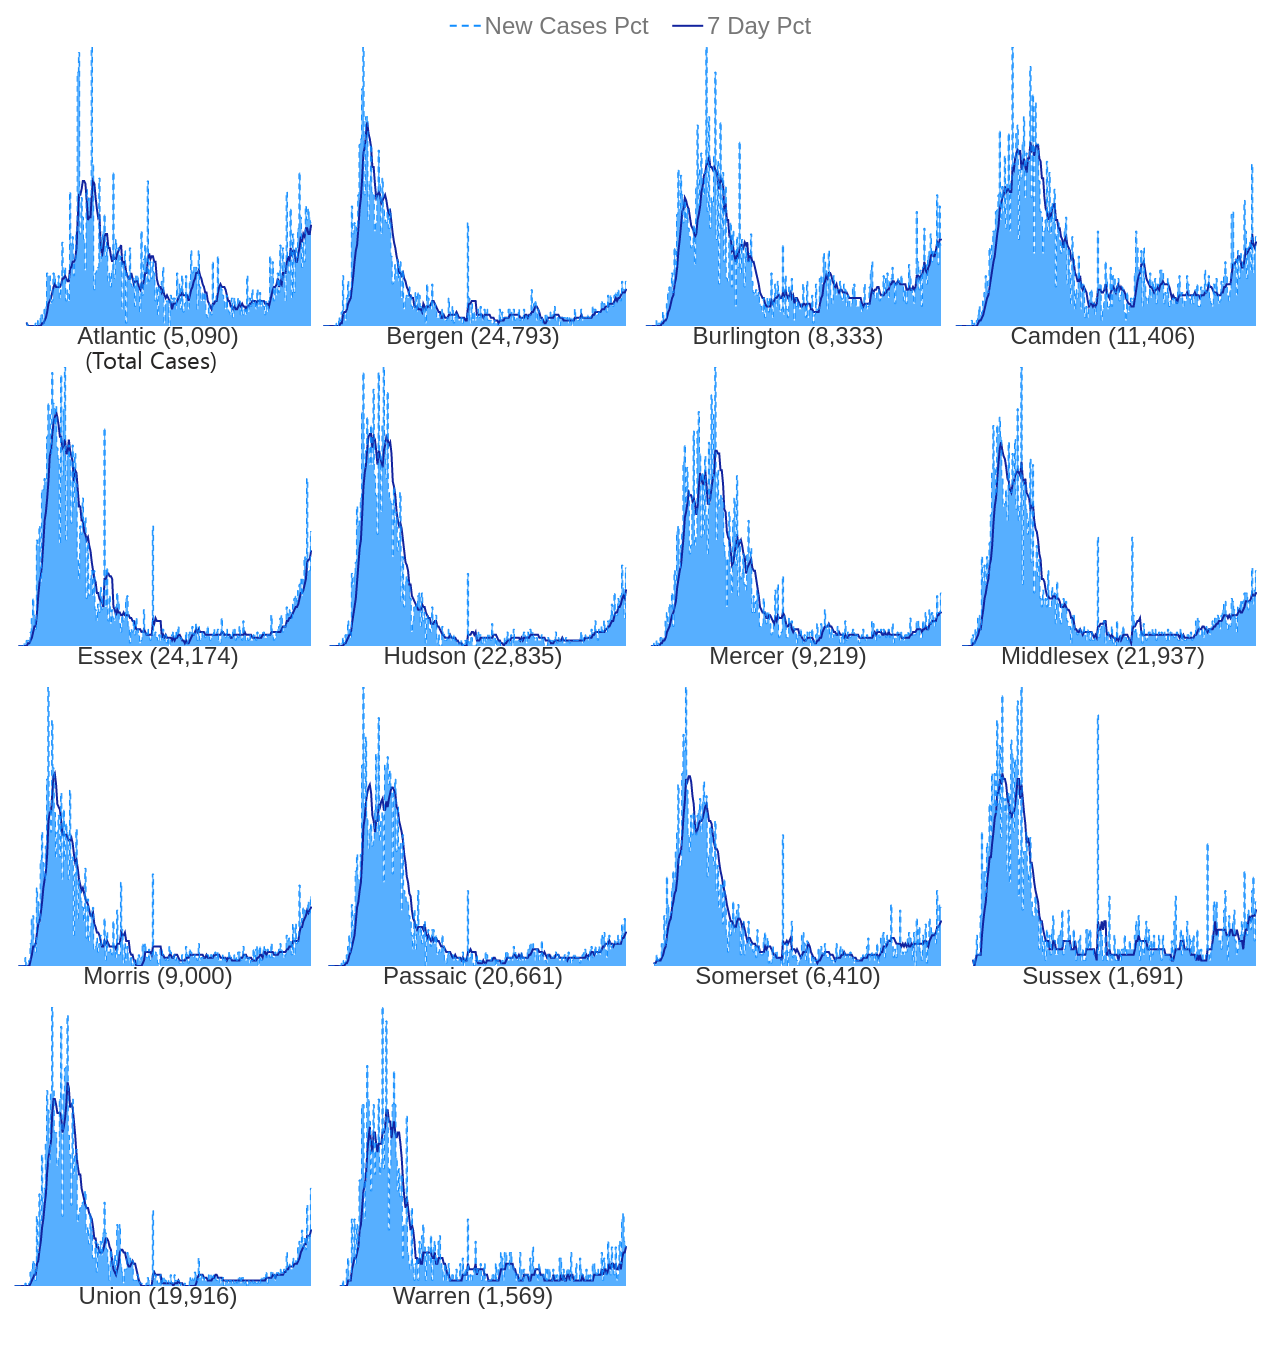 New Cases Pct 7 Day Pct
Atlantic (5,090) Bergen (24,793) Burlington (8,333) Camden (11,406)
(Total Cases)
Essex (24,174) Hudson (22,835) Mercer (9,219) Middlesex (21,937)
Morris (9,000) Passaic (20,661) Somerset (6,410) Sussex (1,691)
Union (19,916) Warren (1,569)